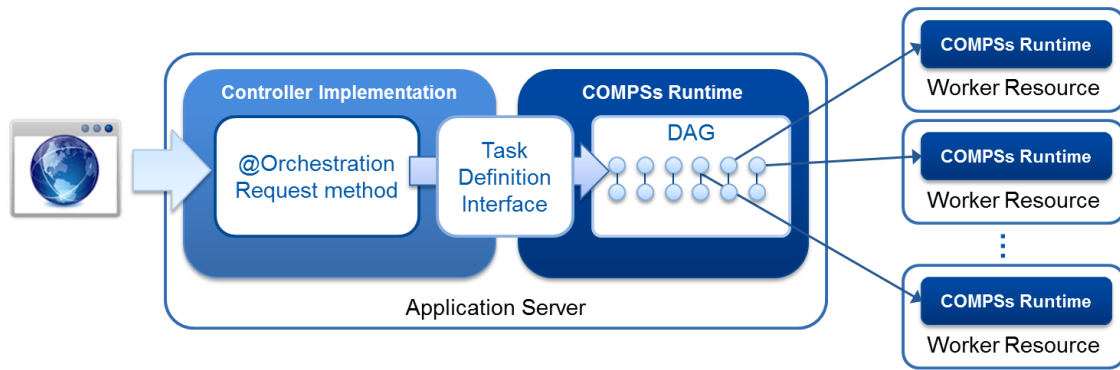 Controller Implementation
@Orchestration
Request method
Task
Definition
Interface
COMPSs Runtime
DAG
Application Server
COMPSs Runtime
Worker Resource
COMPSs Runtime
Worker Resource
COMPSs Runtime
Worker Resource